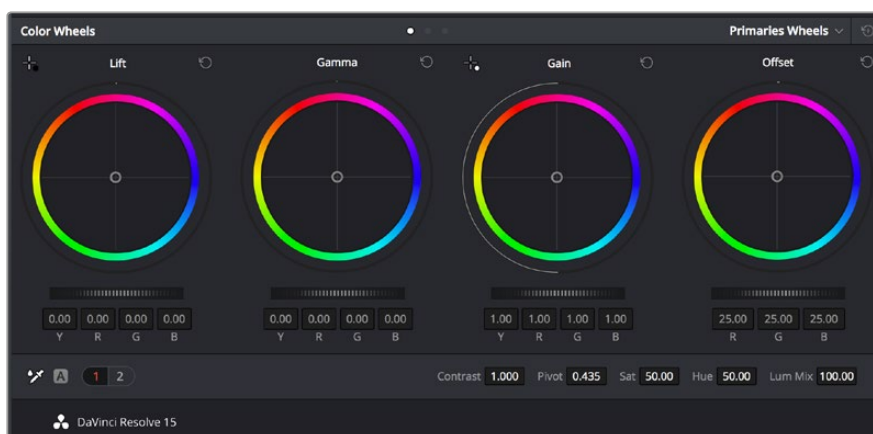 Color Wheels Primaries Wheels
Lift Gamma Gain Offset
0.00 0.00 0.00 0.00 0.00 0.00 0.00 0.00 1.00 1.00 1.00 1.00 25.00 25.00 25.00
Y R G B Y R G B Y R G B R G B
A 1 2 Contrast 1.000 Pivot 0.435 Sat 50.00 Hue 50.00 Lum Mix 100.00
DaVinci Resolve 15